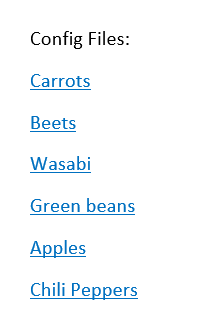 Config Files:
Carrots
Beets
Wasabi
Green beans
Apples
Chili Peppers